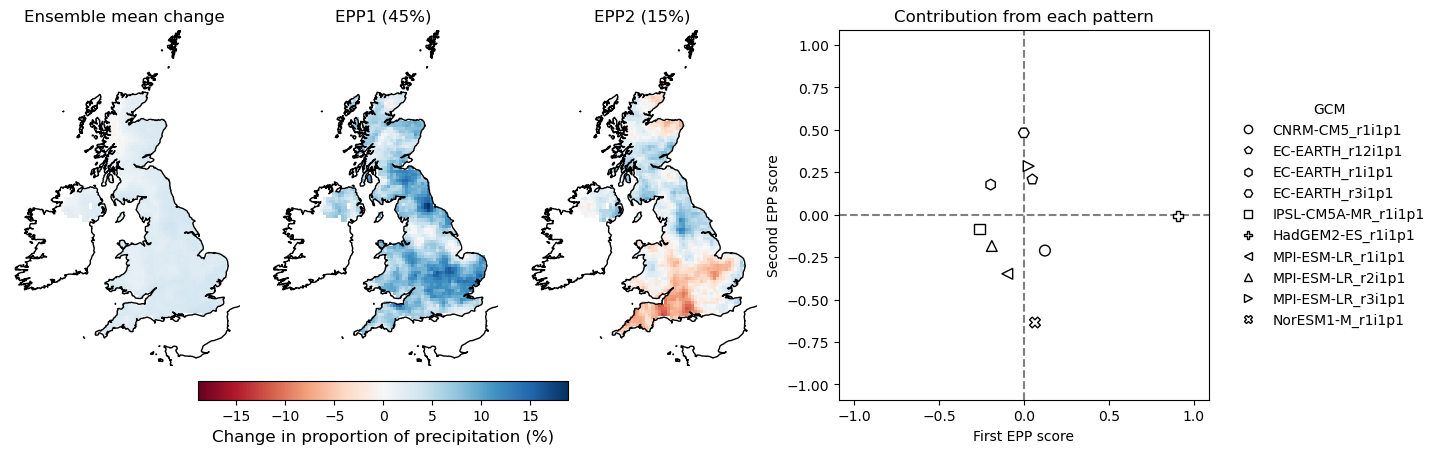 Ensemble mean change
EPP1 (45%)
EPP2 (15%)
−15 −10 −5 0 5 10 15
Change in proportion of precipitation (%)
Contribution from each pattern
Second EPP score
1.00
0.75
0.50
0.25
0.00
−0.25
−0.50
−0.75
−1.00
−1.0 −0.5 0.0 0.5 1.0
First EPP score
GCM
CNRM-CM5_r1i1p1
EC-EARTH_r12i1p1
EC-EARTH_r1i1p1
EC-EARTH_r3i1p1
IPSL-CM5A-MR_r1i1p1
HadGEM2-ES_r1i1p1
MPI-ESM-LR_r1i1p1
MPI-ESM-LR_r2i1p1
MPI-ESM-LR_r3i1p1
NorESM1-M_r1i1p1